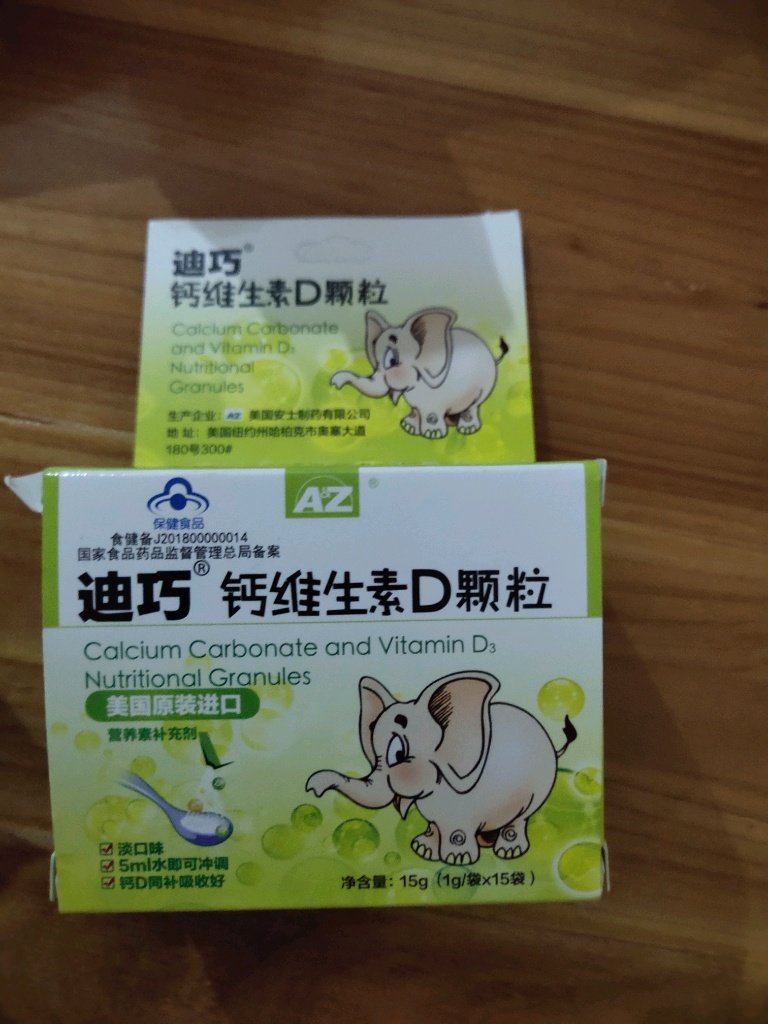 迪巧®
钙维生素D颗粒
Calcium Carbonate
and Vitamin D₃
Nutritional
Granules
生产企业：AZ 美国安士制药有限公司
地 址：美国纽约州哈柏克市奥塞大道
180号300#
A&Z®
保健食品
食健备J201800000014
国家食品药品监督管理总局备案
迪巧® 钙维生素D颗粒
Calcium Carbonate and Vitamin D₃
Nutritional Granules
美国原装进口
营养素补充剂
淡口味
5ml水即可冲调
钙D同补吸收好
净含量：15g（1g/袋x15袋）